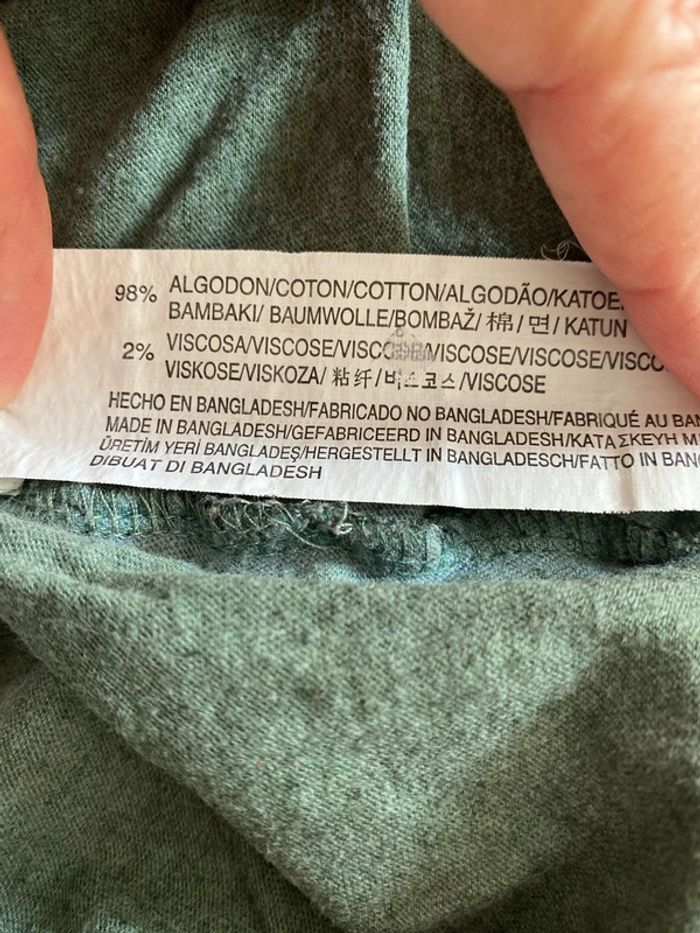 98% ALGODON/COTON/COTTON/ALGODÃO/KATOE
BAMBAKI/ BAUMWOLLE/BOMBAŽ/ 棉/ 면/ KATUN
2% VISCOSA/VISCOSE/VISCO /VISCOSE/VISCOSE/VISCO
VISKOSE/VISKOZA/ 粘纤/비스코스/VISCOSE
HECHO EN BANGLADESH/FABRICADO NO BANGLADESH/FABRIQUÉ AU BAN
MADE IN BANGLADESH/GEFABRICEERD IN BANGLADESH/ΚΑΤΑΣΚΕΥΗ
ÜRETİM YERİ BANGLADEŞ/HERGESTELLT IN BANGLADESCH/FATTO IN BAN
DIBUAT DI BANGLADESH